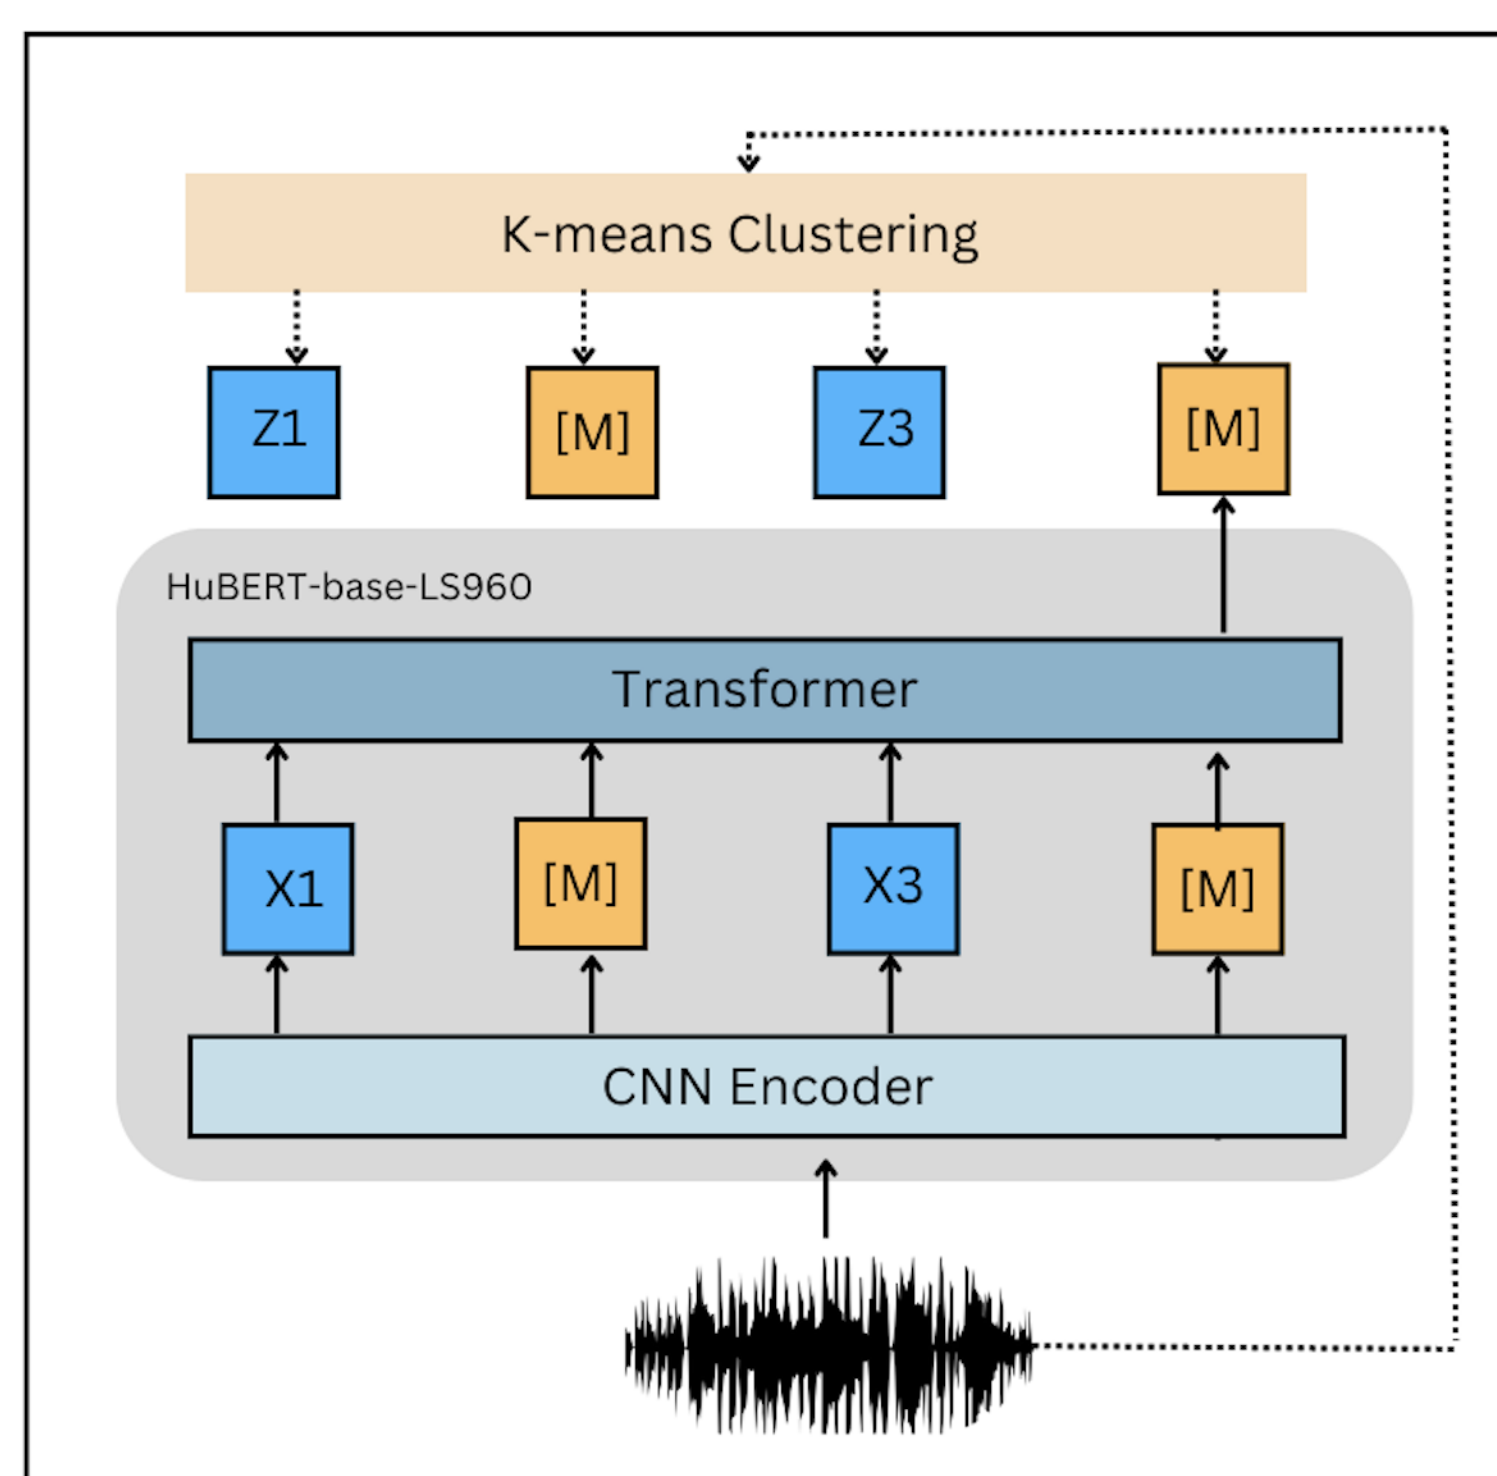 K-means Clustering
Z1 [M] Z3 [M]
HuBERT-base-LS960
Transformer
X1 [M] X3 [M]
CNN Encoder